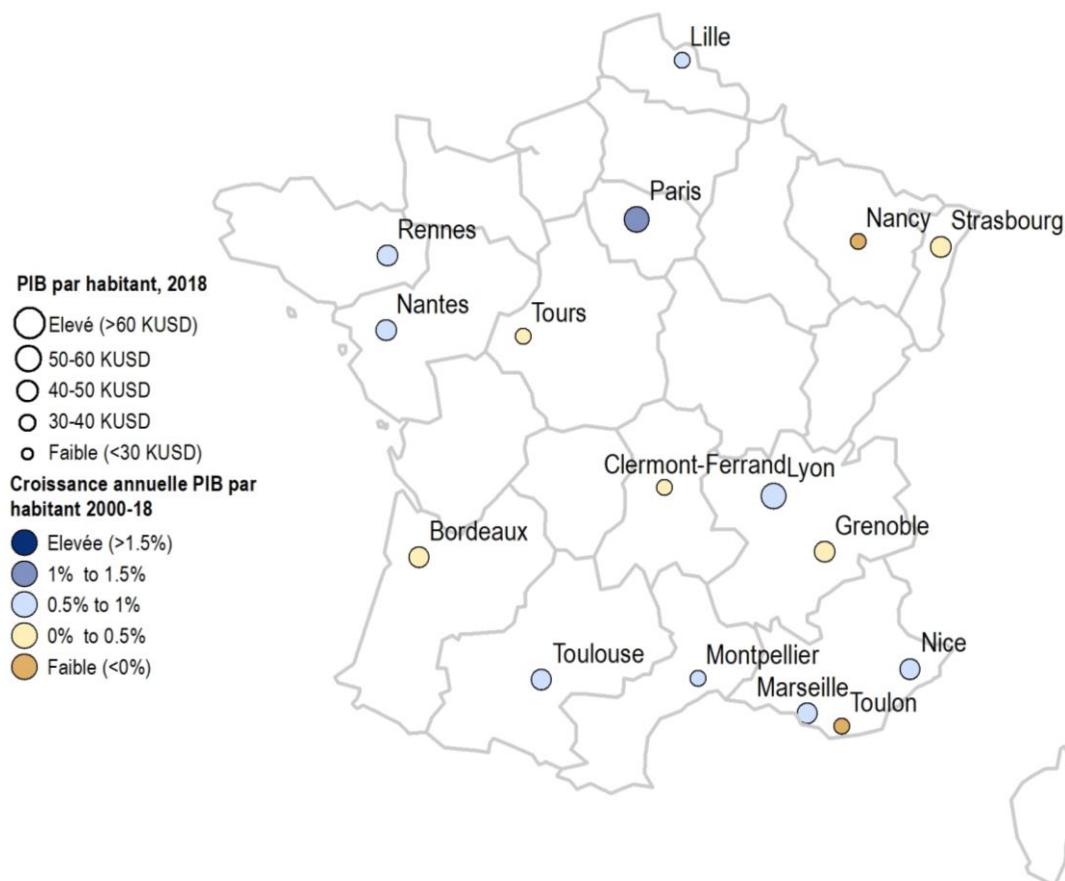 Lille
Paris
Nancy
Strasbourg
Rennes
Nantes
Tours
Clermont-Ferrand
Lyon
Grenoble
Bordeaux
Toulouse
Montpellier
Nice
Marseille
Toulon
PIB par habitant, 2018
Elevé (>60 KUSD)
50-60 KUSD
40-50 KUSD
30-40 KUSD
Faible (<30 KUSD)
Croissance annuelle PIB par
habitant 2000-18
Elevée (>1.5%)
1% to 1.5%
0.5% to 1%
0% to 0.5%
Faible (<0%)